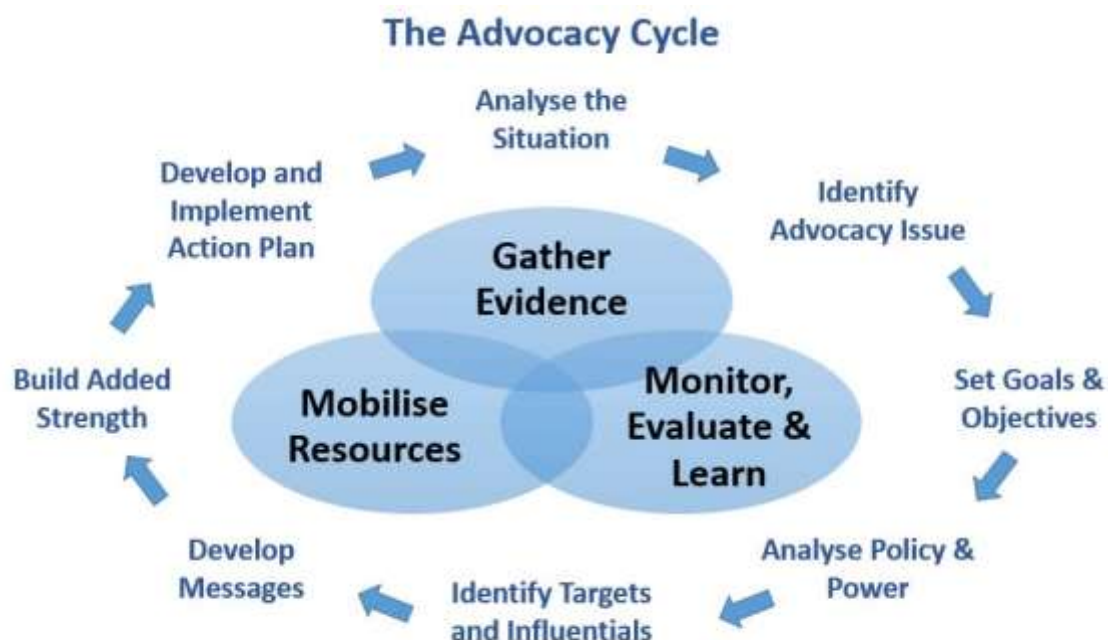 The Advocacy Cycle
Analyse the
Situation
Identify
Advocacy Issue
Set Goals &
Objectives
Analyse Policy &
Power
Identify Targets
and Influentials
Develop
Messages
Build Added
Strength
Develop and
Implement
Action Plan
Gather
Evidence
Mobilise
Resources
Monitor,
Evaluate &
Learn